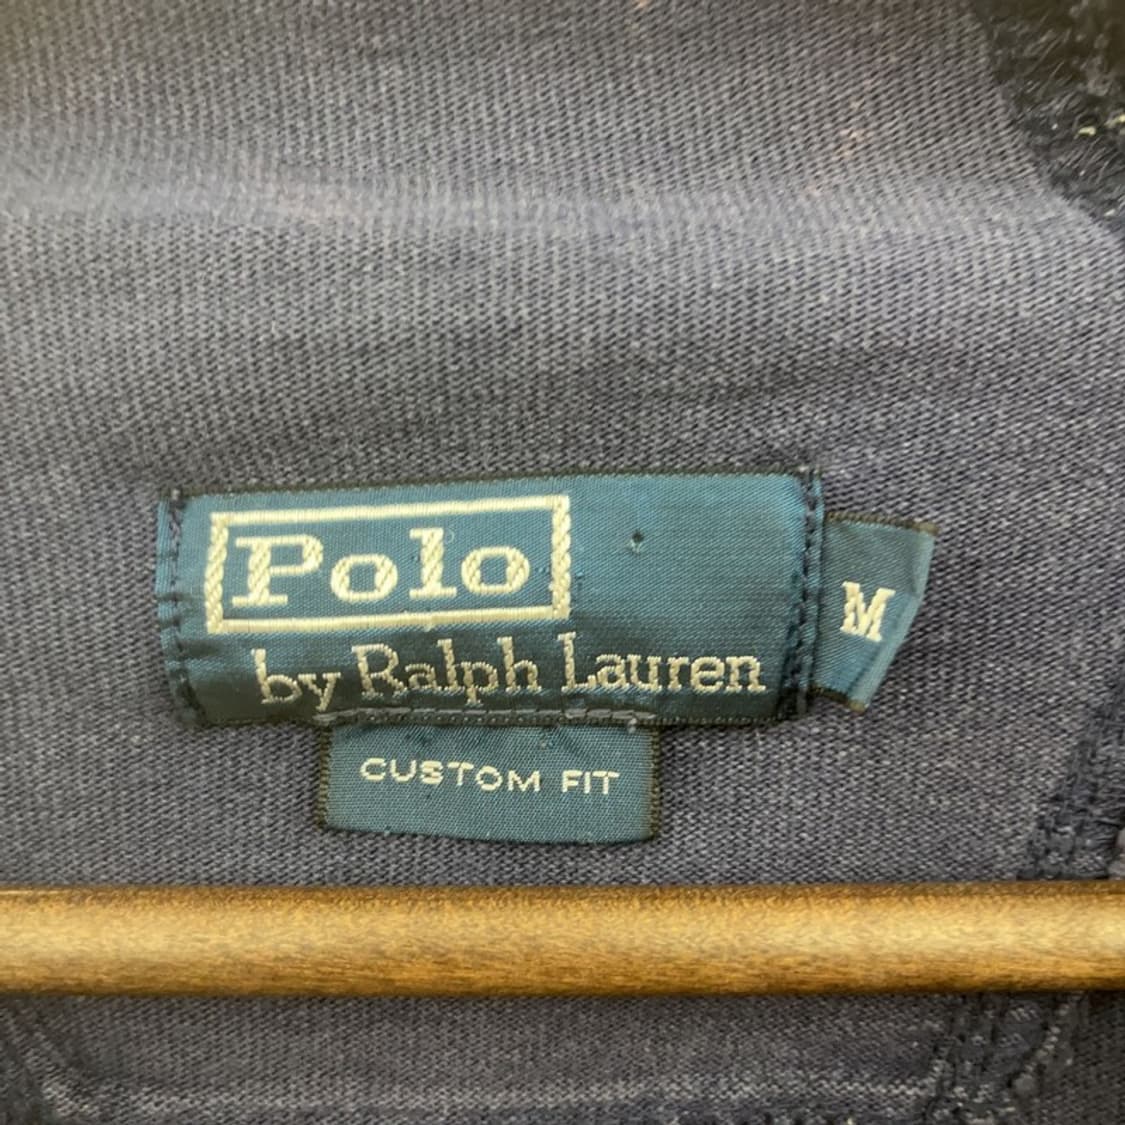 Polo
by Ralph Lauren
M
CUSTOM FIT